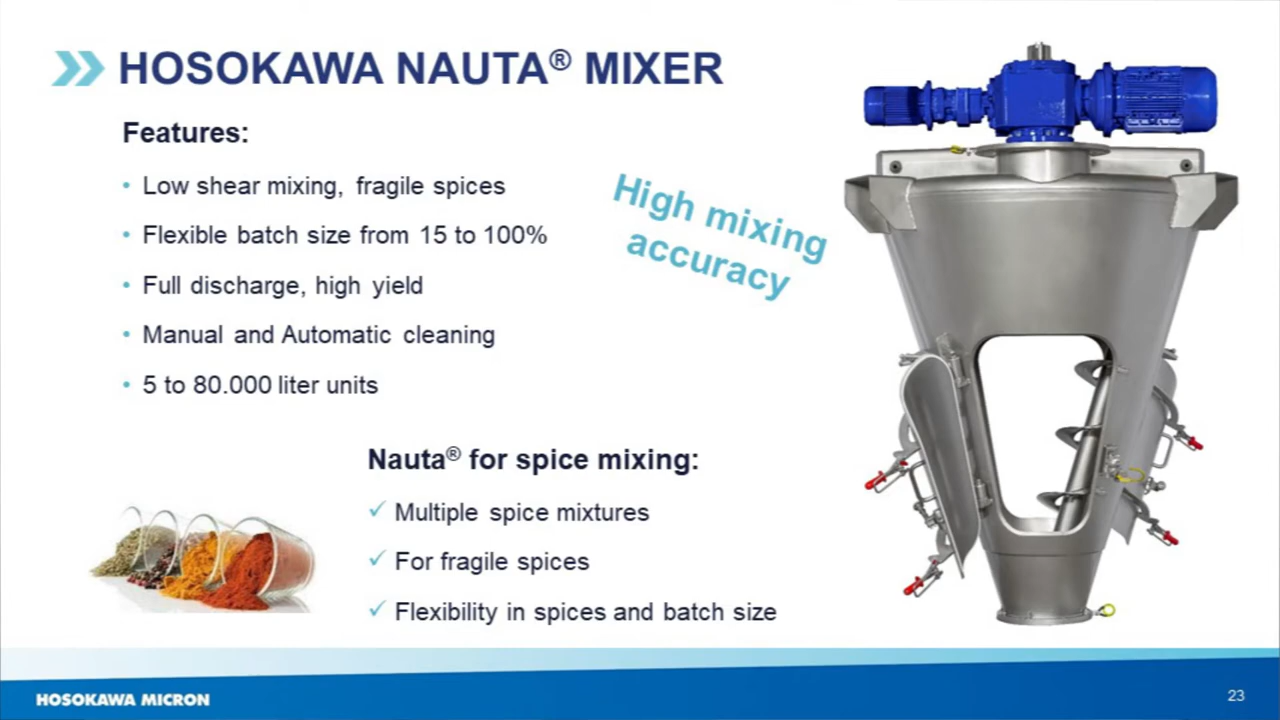 HOSOKAWA NAUTA® MIXER
Features:
• Low shear mixing, fragile spices
• Flexible batch size from 15 to 100%
• Full discharge, high yield
• Manual and Automatic cleaning
• 5 to 80.000 liter units
High mixing
accuracy
Nauta® for spice mixing:
✓ Multiple spice mixtures
✓ For fragile spices
✓ Flexibility in spices and batch size
HOSOKAWA MICRON
23